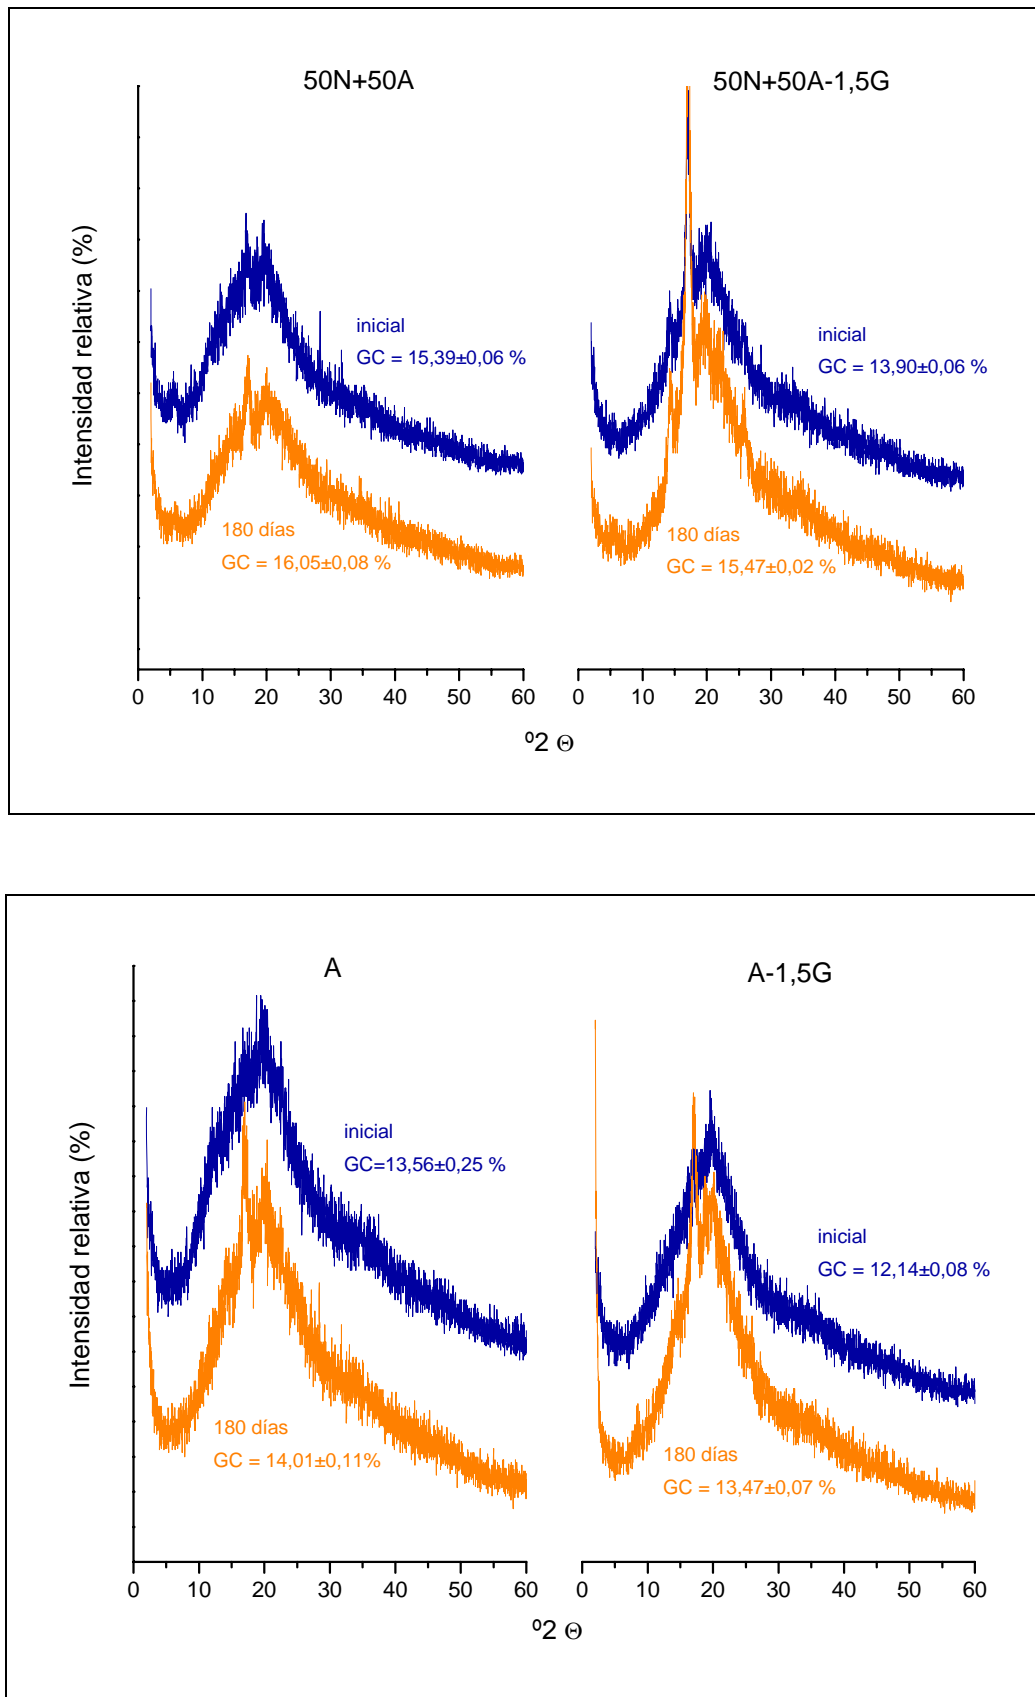 50N+50A
50N+50A-1,5G
Intensidad relativa (%)
inicial
GC = 15,39±0,06 %
180 días
GC = 16,05±0,08 %
inicial
GC = 13,90±0,06 %
180 días
GC = 15,47±0,02 %
0 10 20 30 40 50 60
0 10 20 30 40 50 60
º2 Θ
A
A-1,5G
Intensidad relativa (%)
inicial
GC=13,56±0,25 %
180 días
GC = 14,01±0,11%
inicial
GC = 12,14±0,08 %
180 días
GC = 13,47±0,07 %
0 10 20 30 40 50 60
0 10 20 30 40 50 60
º2 Θ